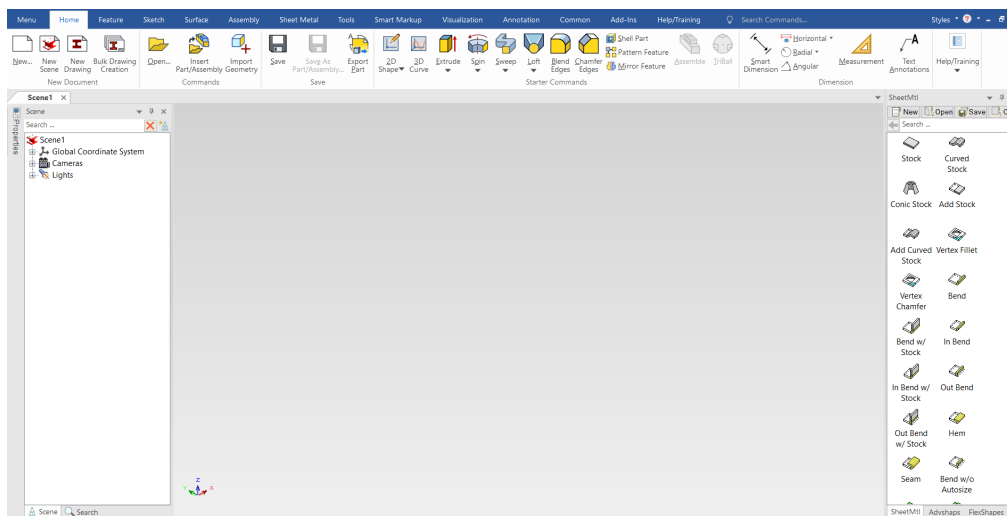 Menu Home Feature Sketch Surface Assembly Sheet Metal Tools Smart Markup Visualization Annotation Common Add-Ins Help/Training Search Commands... Styles
New... New Scene New Drawing Bulk Drawing Creation Open... Insert Part/Assembly Import Geometry Save Save As Part/Assembly... Export Part 2D Shape 3D Curve Extrude Spin Sweep Loft Blend Edges Chamfer Edges Shell Part Pattern Feature Mirror Feature Assemble TriBall Smart Dimension Horizontal Radial Angular Measurement Text Annotations Help/Training
New Document Commands Save Starter Commands Dimension
Scene1
SheetMtl
Properties
Scene
New Open Save
Search ...
Search ...
Scene1
Global Coordinate System
Cameras
Lights
Stock
Curved Stock
Conic Stock
Add Stock
Add Curved Stock
Vertex Fillet
Vertex Chamfer
Bend
Bend w/ Stock
In Bend
In Bend w/ Stock
Out Bend
Out Bend w/ Stock
Hem
Seam
Bend w/o Autosize
Z
Y X
Scene Search
SheetMtl Advshaps FlexShapes